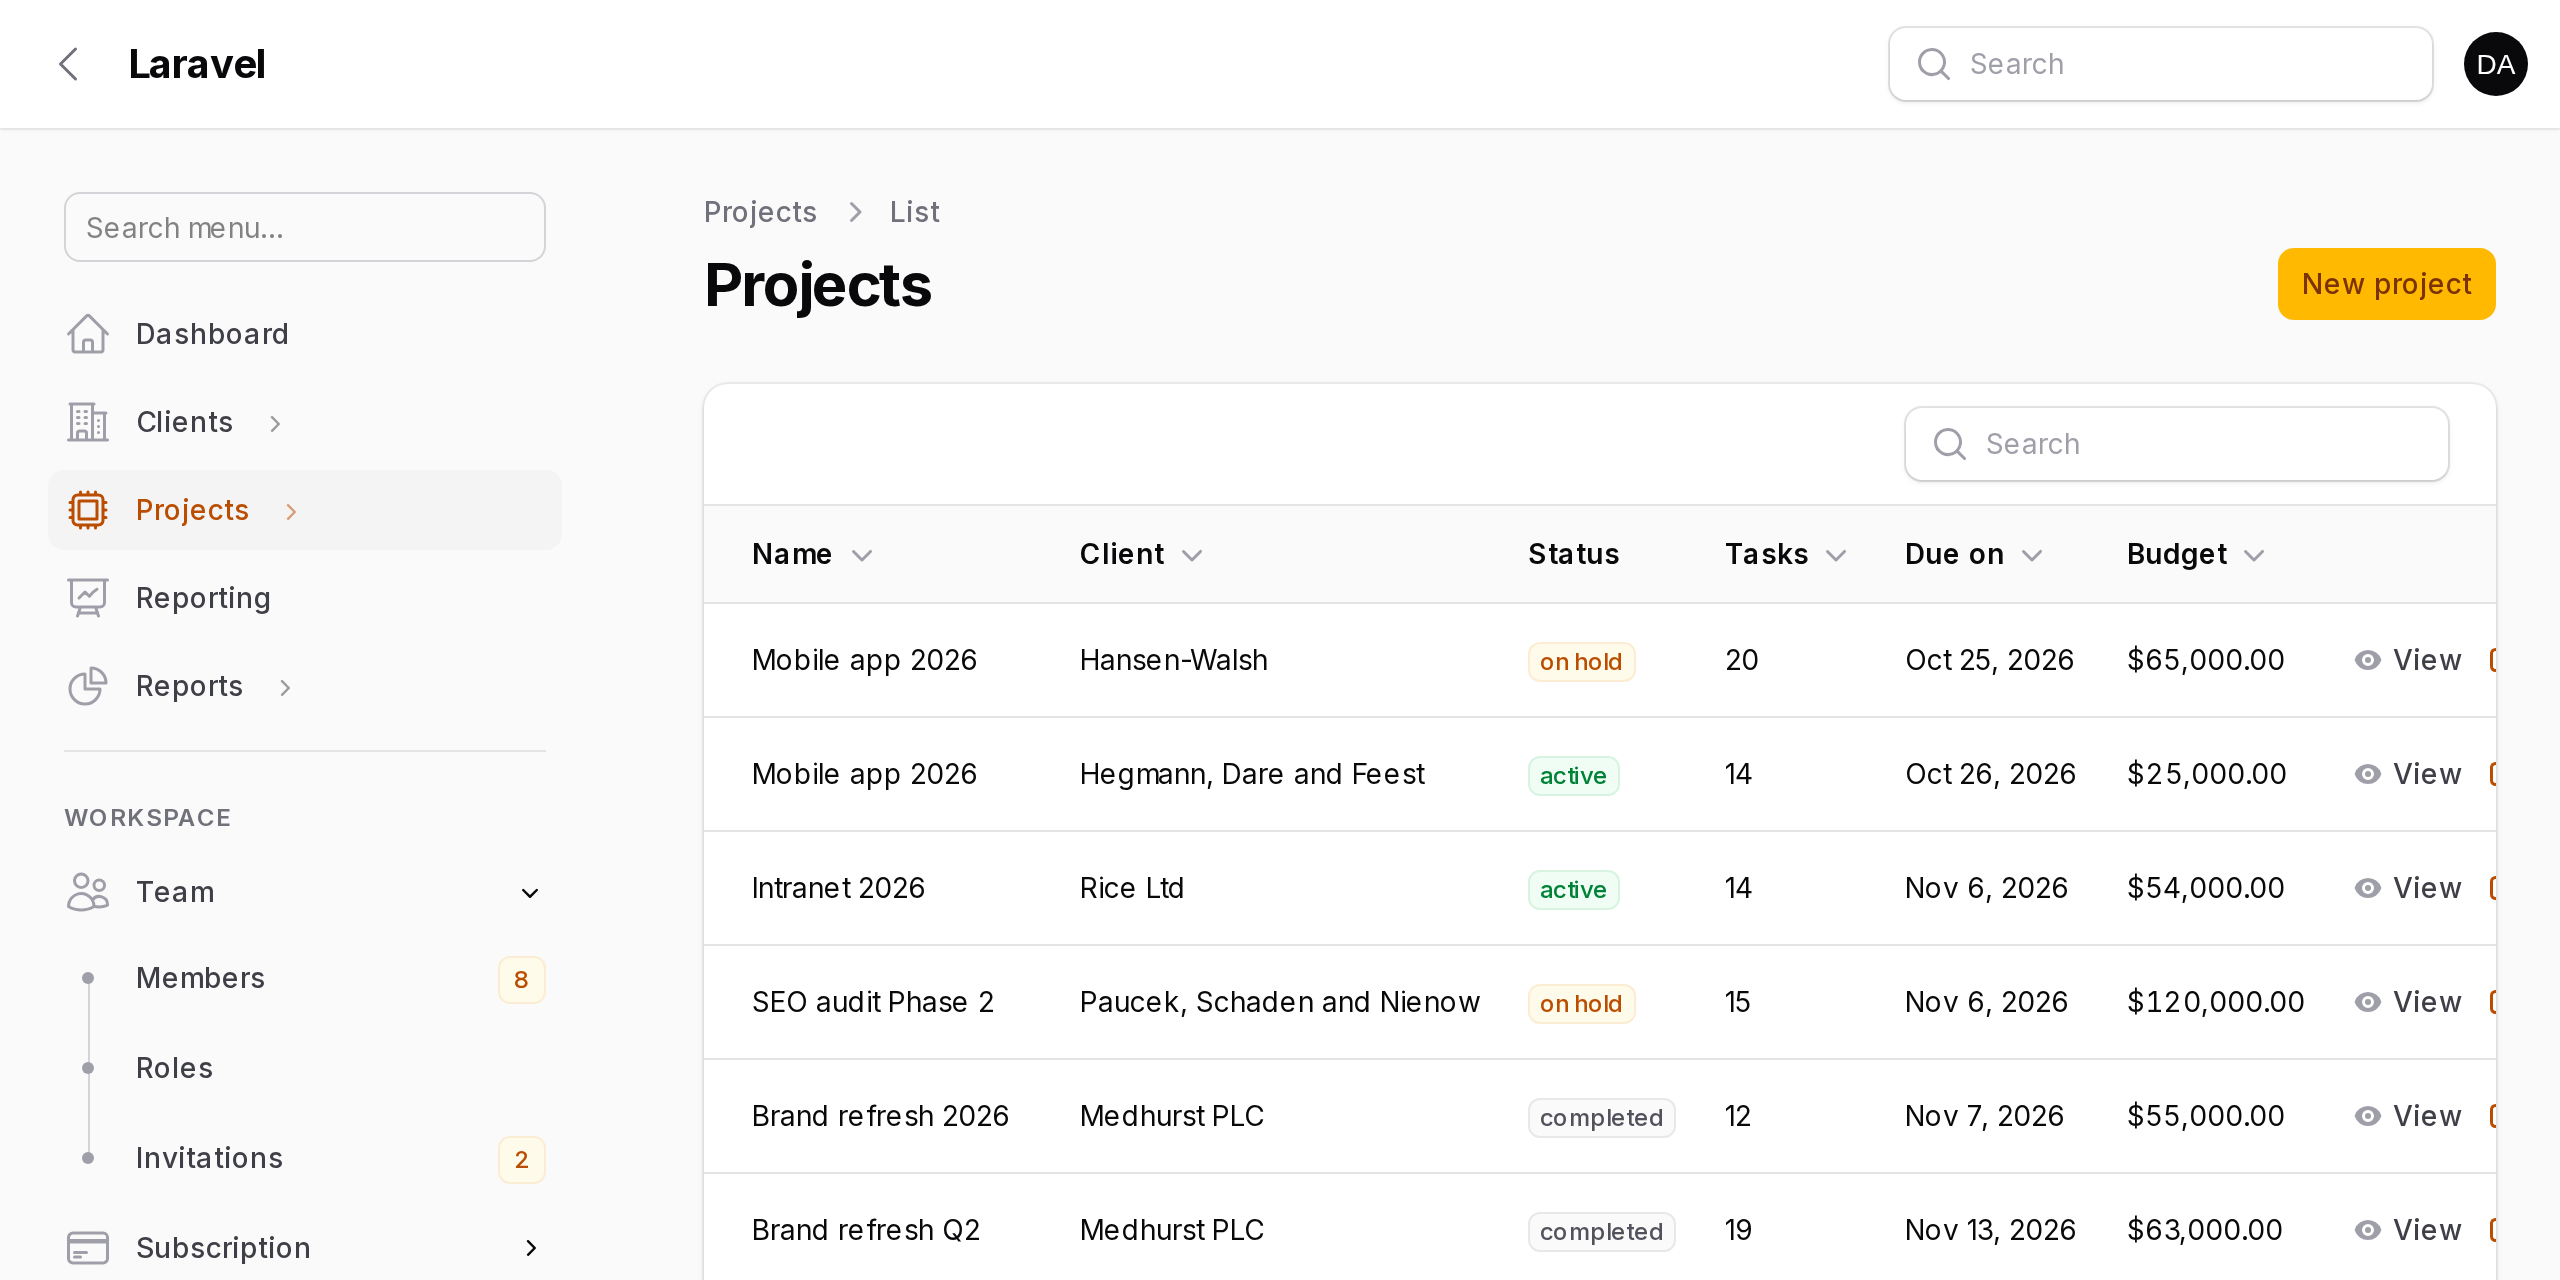 Laravel
Search
DA
Search menu...
Dashboard
Clients
Projects
Reporting
Reports
WORKSPACE
Team
Members 8
Roles
Invitations 2
Subscription
Projects > List
Projects
New project
Search
Name Client Status Tasks Due on Budget
Mobile app 2026 Hansen-Walsh on hold 20 Oct 25, 2026 $65,000.00 View
Mobile app 2026 Hegmann, Dare and Feest active 14 Oct 26, 2026 $25,000.00 View
Intranet 2026 Rice Ltd active 14 Nov 6, 2026 $54,000.00 View
SEO audit Phase 2 Paucek, Schaden and Nienow on hold 15 Nov 6, 2026 $120,000.00 View
Brand refresh 2026 Medhurst PLC completed 12 Nov 7, 2026 $55,000.00 View
Brand refresh Q2 Medhurst PLC completed 19 Nov 13, 2026 $63,000.00 View